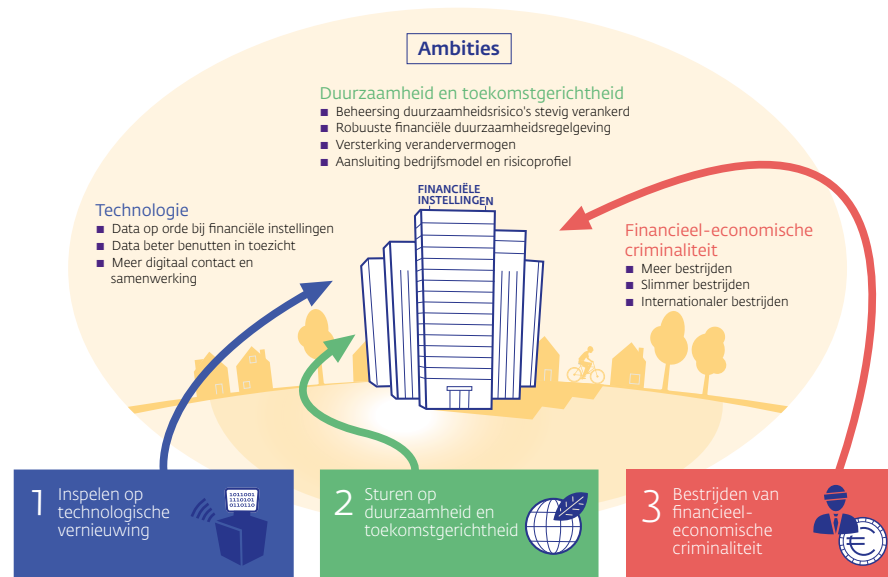 Ambities
Duurzaamheid en toekomstgerichtheid
■ Beheersing duurzaamheidsrisico's stevig verankerd
■ Robuuste financiële duurzaamheidsregelgeving
■ Versterking verandervermogen
■ Aansluiting bedrijfsmodel en risicoprofiel
FINANCIËLE
INSTELLINGEN
Technologie
■ Data op orde bij financiële instellingen
■ Data beter benutten in toezicht
■ Meer digitaal contact en
samenwerking
Financieel-economische
criminaliteit
■ Meer bestrijden
■ Slimmer bestrijden
■ Internationaler bestrijden
1 Inspelen op
technologische
vernieuwing
1011001
1110101
0110110
2 Sturen op
duurzaamheid en
toekomstgerichtheid
3 Bestrijden van
financieel-
economische
criminaliteit
€